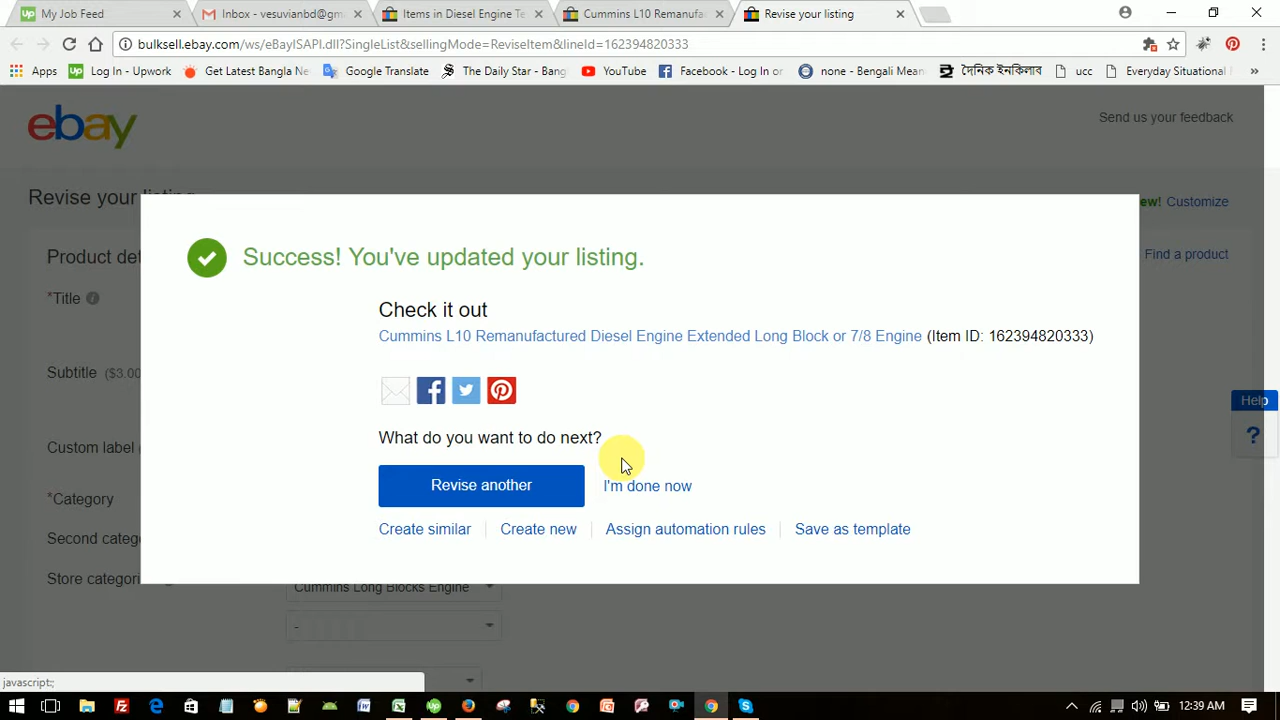 My Job Feed
Inbox - vesuvianbd@gm
Items in Diesel Engine Te
Cummins L10 Remanufa
Revise your listing
bulksell.ebay.com/ws/eBayISAPI.dll?SingleList&sellingMode=ReviseItem&lineId=162394820333
Apps
Log In - Upwork
Get Latest Bangla Ne
Google Translate
The Daily Star - Bang
YouTube
Facebook - Log In or
none - Bengali Mean
দৈনিক ইনকিলাব
ucc
Everyday Situational
»
ebay
Send us your feedback
Revise your listing
ew! Customize
Product det
Find a product
*Title
Subtitle ($3.00
Custom label (
*Category
Second categ
Store categori
Success! You've updated your listing.
Check it out
Cummins L10 Remanufactured Diesel Engine Extended Long Block or 7/8 Engine (Item ID: 162394820333)
What do you want to do next?
Revise another
I'm done now
Create similar
Create new
Assign automation rules
Save as template
Cummins Long Blocks Engine
-
Help
?
javascript:;
12:39 AM